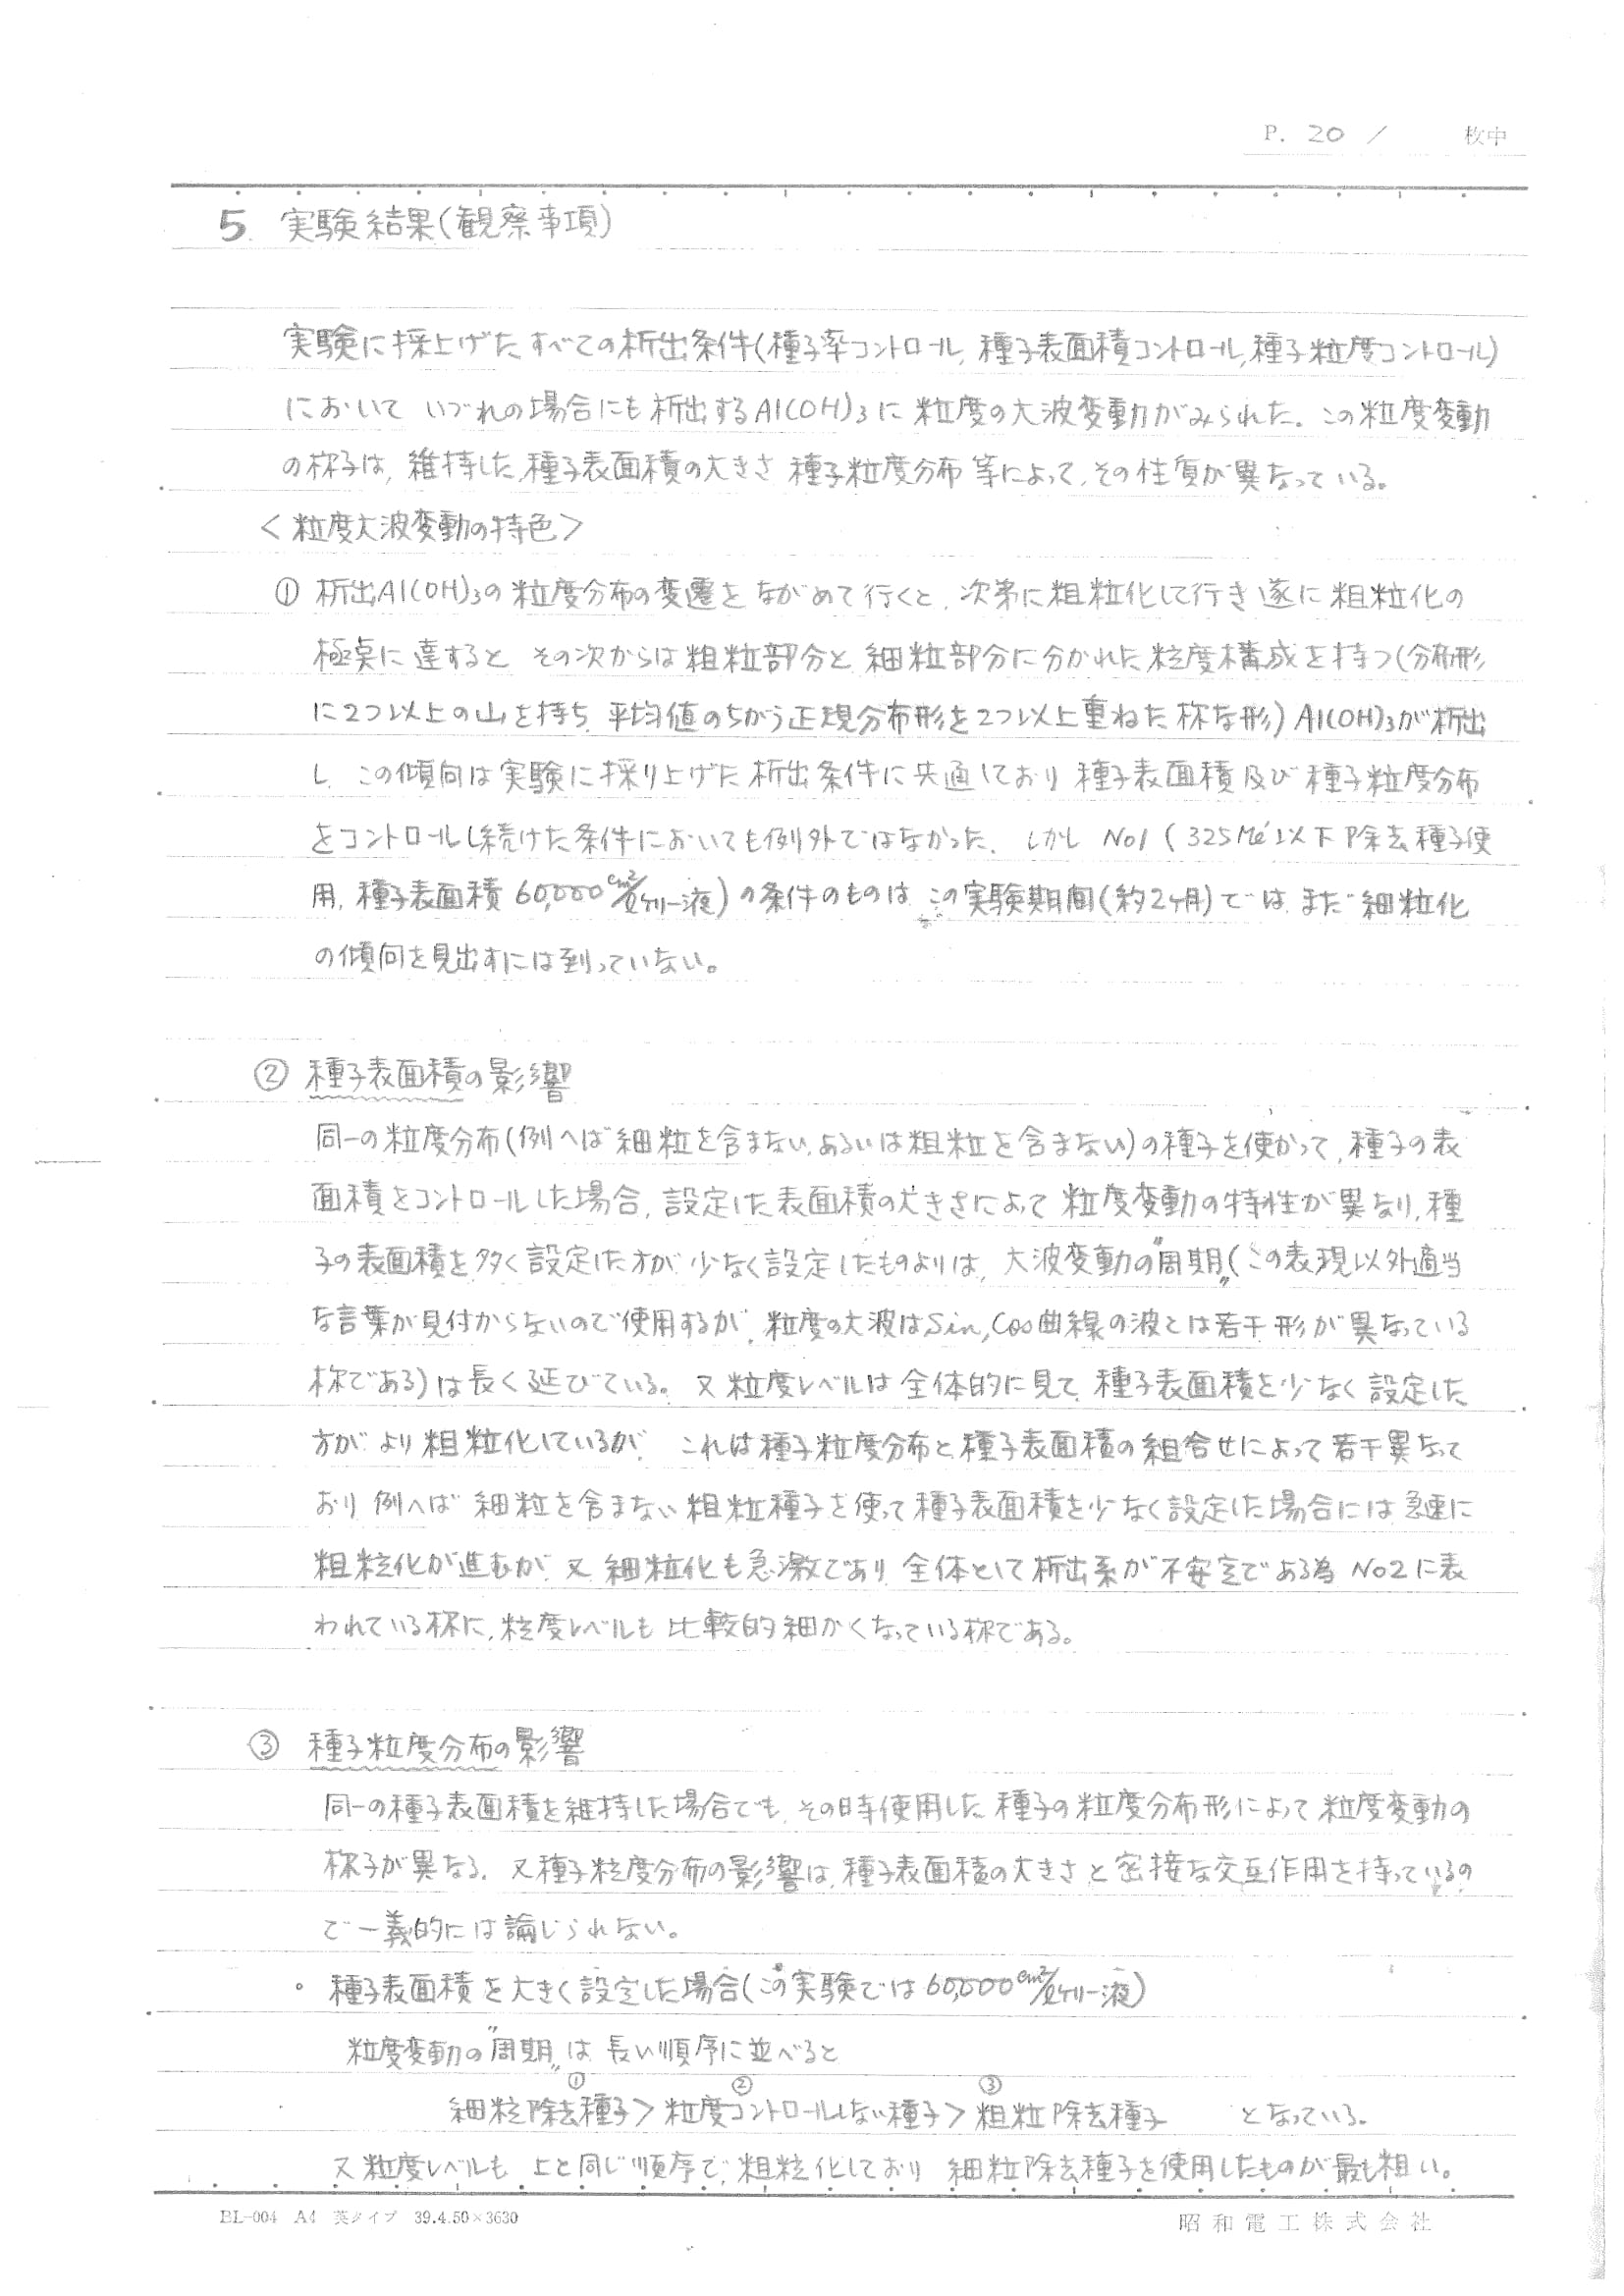 P. 20 / 枚中
5. 実験結果(観察事項)
実験に採上げたすべての析出条件(種子率コントロール, 種子表面積コントロール, 種子粒度コントロール)
において いづれの場合にも析出するAl(OH)₃に粒度の大波変動がみられた。この粒度変動
の様子は, 維持した種子表面積の大きさ 種子粒度分布 等によって, その性質が異なっている。
<粒度大波変動の特色>
① 析出Al(OH)₃の粒度分布の変遷をながめて行くと, 次第に粗粒化して行き遂に粗粒化の
極点に達すると その次からは粗粒部分と細粒部分に分かれた粒度構成を持つ(分布形
に2つ以上の山を持ち 平均値のちがう正規分布形を2つ以上重ねた様な形) Al(OH)₃が析出
し, この傾向は実験に採り上げた析出条件に共通しており 種子表面積及び種子粒度分布
をコントロールし続けた条件においても例外ではなかった。しかし No1 (325Me'以下除去種子使
用, 種子表面積 60,000 cm²/ℓケリー液)の条件のものは この実験期間(約2ヶ月)では まだ細粒化
の傾向を見出すには到っていない。
② 種子表面積の影響
同一の粒度分布(例へば細粒を含まない, あるいは粗粒を含まない)の種子を使かって, 種子の表
面積をコントロールした場合, 設定した表面積の大きさによって 粒度変動の特性が異なり, 種
子の表面積を多く設定した方が 少なく設定したものよりは, 大波変動の〝周期〟(この表現以外適当
な言葉が見付からないので使用するが, 粒度の大波はSin, Cos曲線の波とは若干形が異なっている
様である)は長く延びている。又粒度レベルは全体的に見て 種子表面積を少なく設定した
方が より粗粒化しているが, これは種子粒度分布と種子表面積の組合せによって若干異なって
おり 例へば 細粒を含まない粗粒種子を使って種子表面積を少なく設定した場合には 急速に
粗粒化が進むが, 又 細粒化も急激であり 全体として析出系が不安定である為 No2に表
われている様に, 粒度レベルも 比較的細かくなっている様である。
③ 種子粒度分布の影響
同一の種子表面積を維持した場合でも, その時使用した種子の粒度分布形によって粒度変動の
様子が異なる。又種子粒度分布の影響は, 種子表面積の大きさと密接な交互作用を持っているの
で一義的には論じられない。
。種子表面積を大きく設定した場合(この実験では 60,000 cm²/ℓケリー液)
粒度変動の〝周期〟は 長い順序に並べると
① ② ③
細粒除去種子 > 粒度コントロールしない種子 > 粗粒除去種子 となっている。
又粒度レベルも 上と同じ順序で, 粗粒化しており 細粒除去種子を使用したものが最も粗い。
BL-004 A4 英タイプ 39.4.50×3630 昭和電工株式会社